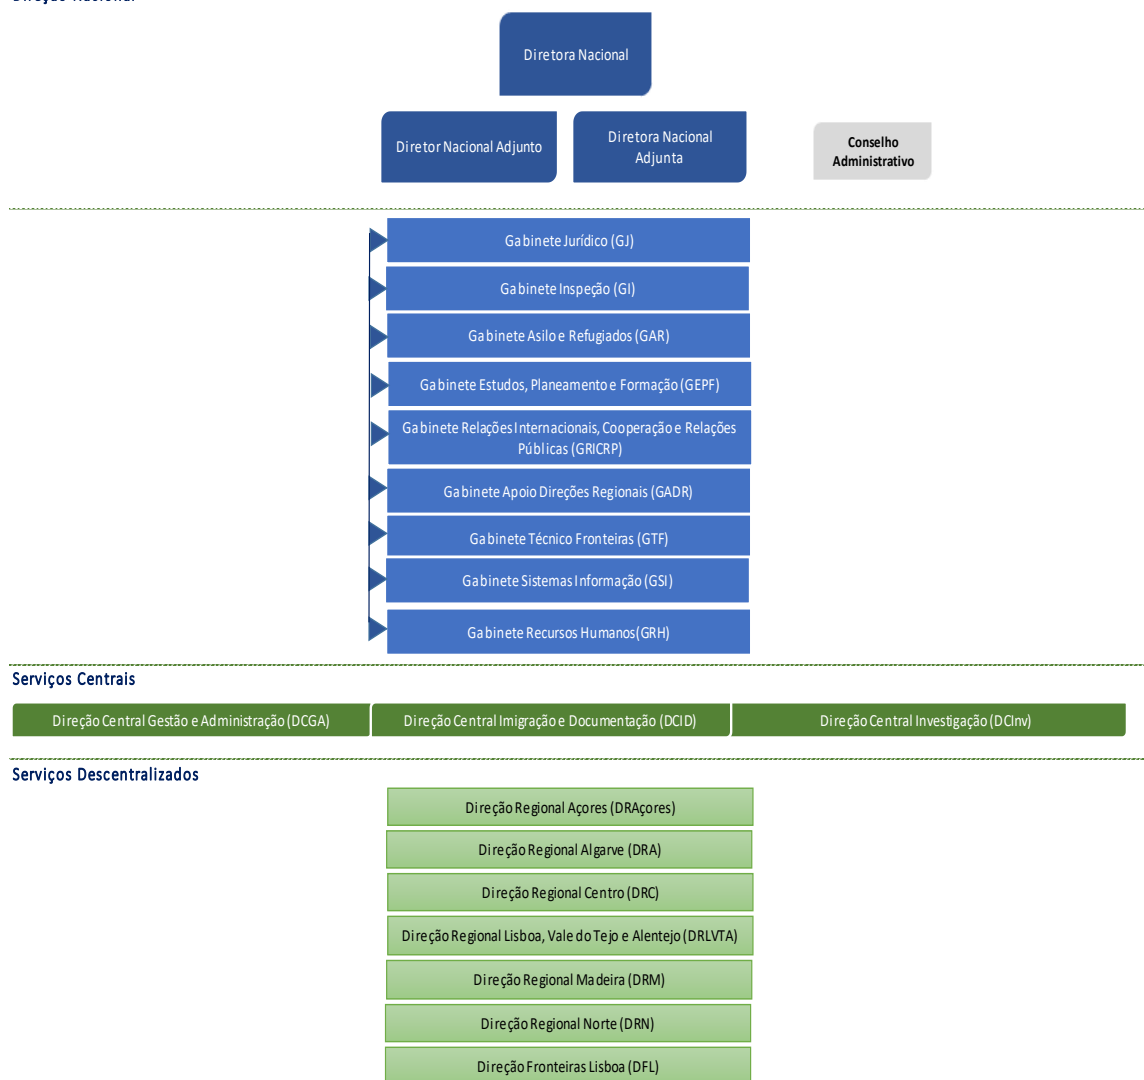 Direção Nacional
Diretora Nacional
Diretor Nacional Adjunto
Diretora Nacional
Adjunta
Conselho
Administrativo
Gabinete Jurídico (GJ)
Gabinete Inspeção (GI)
Gabinete Asilo e Refugiados (GAR)
Gabinete Estudos, Planeamento e Formação (GEPF)
Gabinete Relações Internacionais, Cooperação e Relações
Públicas (GRICRP)
Gabinete Apoio Direções Regionais (GADR)
Gabinete Técnico Fronteiras (GTF)
Gabinete Sistemas Informação (GSI)
Gabinete Recursos Humanos(GRH)
Serviços Centrais
Direção Central Gestão e Administração (DCGA)
Direção Central Imigração e Documentação (DCID)
Direção Central Investigação (DCInv)
Serviços Descentralizados
Direção Regional Açores (DRAçores)
Direção Regional Algarve (DRA)
Direção Regional Centro (DRC)
Direção Regional Lisboa, Vale do Tejo e Alentejo (DRLVTA)
Direção Regional Madeira (DRM)
Direção Regional Norte (DRN)
Direção Fronteiras Lisboa (DFL)